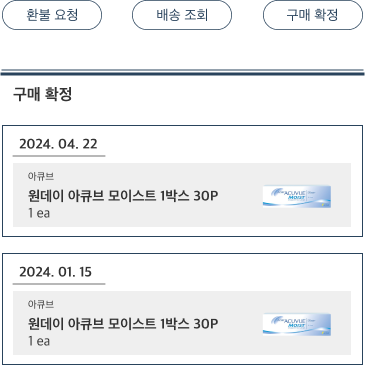 환불 요청
배송 조회
구매 확정
구매 확정
2024. 04. 22
아큐브
원데이 아큐브 모이스트 1박스 30P
1 ea
ACUVUE
MOIST
2024. 01. 15
아큐브
원데이 아큐브 모이스트 1박스 30P
1 ea
ACUVUE
MOIST